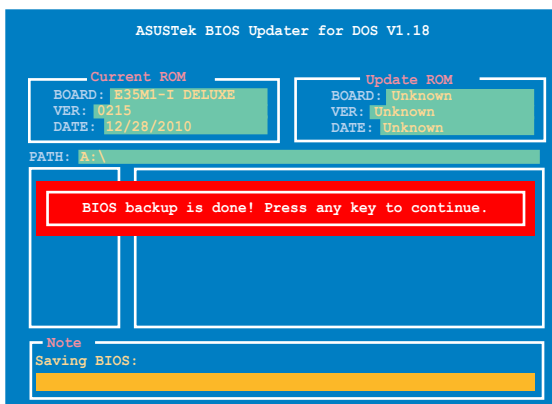 ASUSTek BIOS Updater for DOS V1.18
Current ROM
BOARD: E35M1-I DELUXE
VER: 0215
DATE: 12/28/2010
Update ROM
BOARD: Unknown
VER: Unknown
DATE: Unknown
PATH: A:\
BIOS backup is done! Press any key to continue.
Note
Saving BIOS: